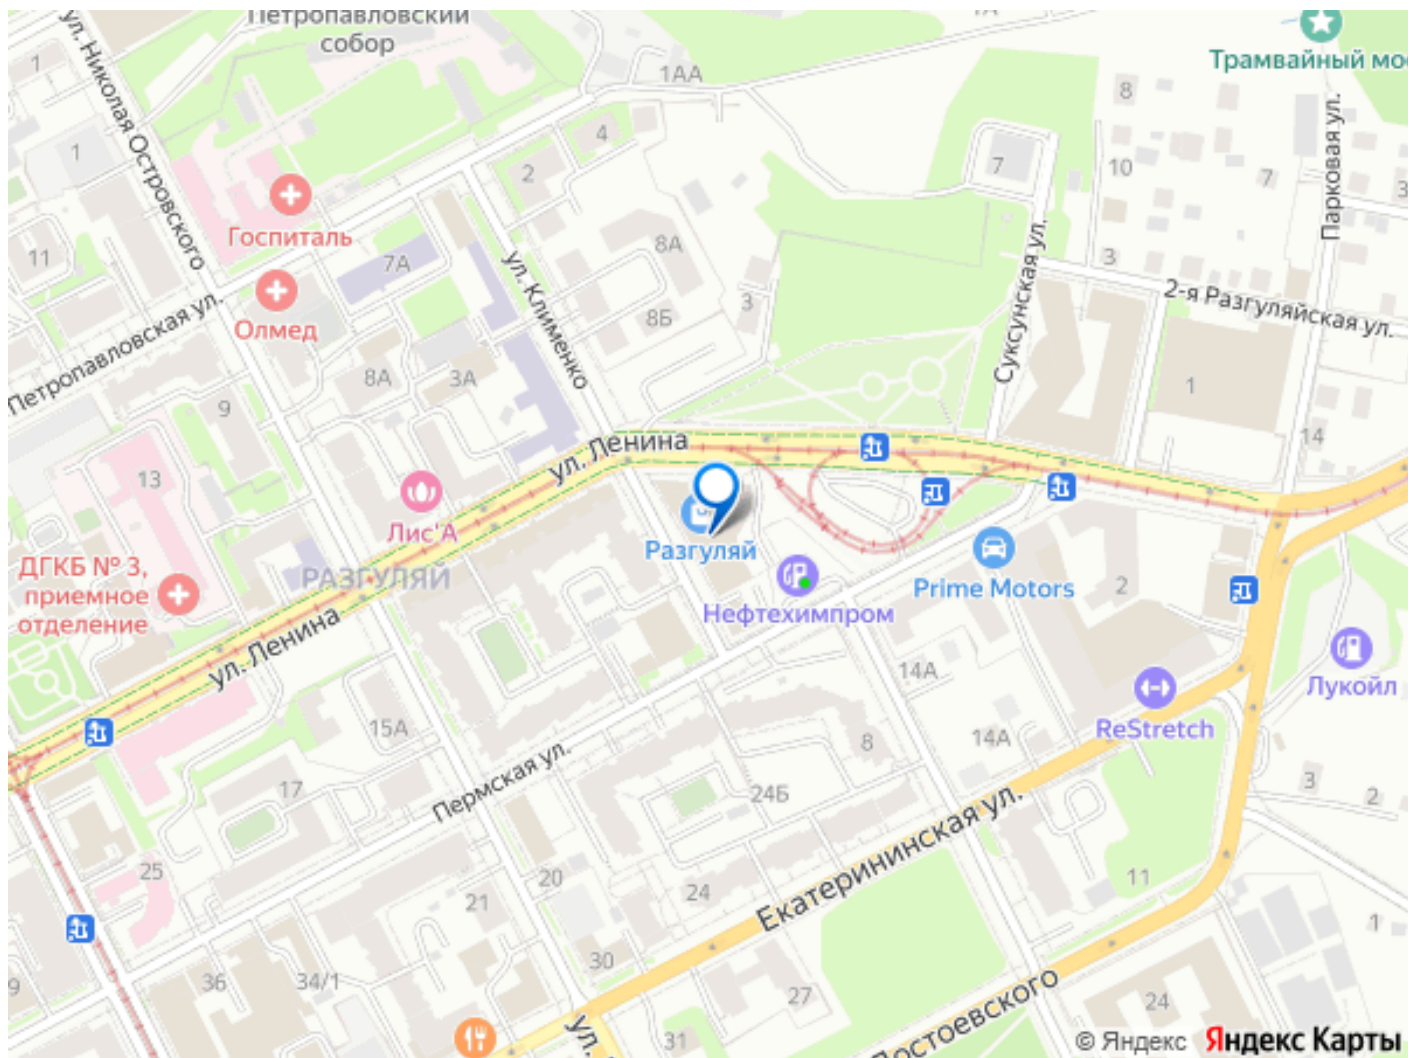 Петропавловский
собор
1А
Трамвайный мос
ул. Николая Островского
1
1АА
8
Парковая ул.
4
1
2
7
10
7
3
Госпиталь
11
7А
8А
ул. Клименко
Суксунская ул.
3
2-я Разгуляйская ул.
Петропавловская ул.
Олмед
8Б
3
8А
3А
1
9
14
ул. Ленина
13
Лис'А
Разгуляй
ДГКБ № 3,
приемное
отделение
РАЗГУЛЯЙ
Нефтехимпром
Prime Motors
2
ул. Ленина
14А
Лукойл
ReStretch
15А
14А
8
Пермская ул.
17
24Б
3
2
Екатерининская ул.
25
20
24
11
21
1
30
36
34/1
27
9
24
ул.
31
Достоевского
© Яндекс Яндекс Карты